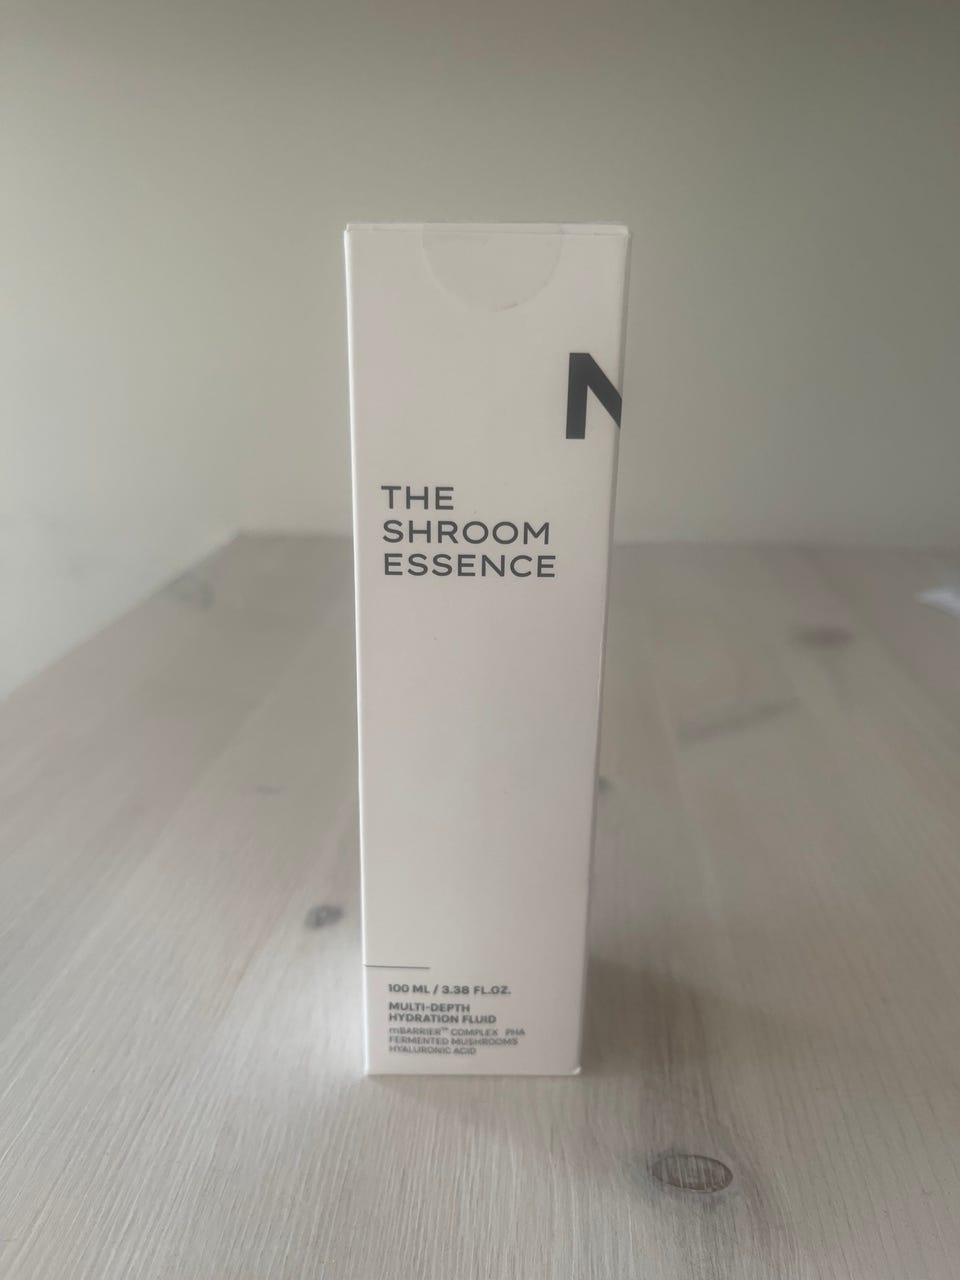 N
THE
SHROOM
ESSENCE
100 ML / 3.38 FL.OZ.
MULTI-DEPTH
HYDRATION FLUID
mBARRIER™ COMPLEX PHA
FERMENTED MUSHROOMS
HYALURONIC ACID